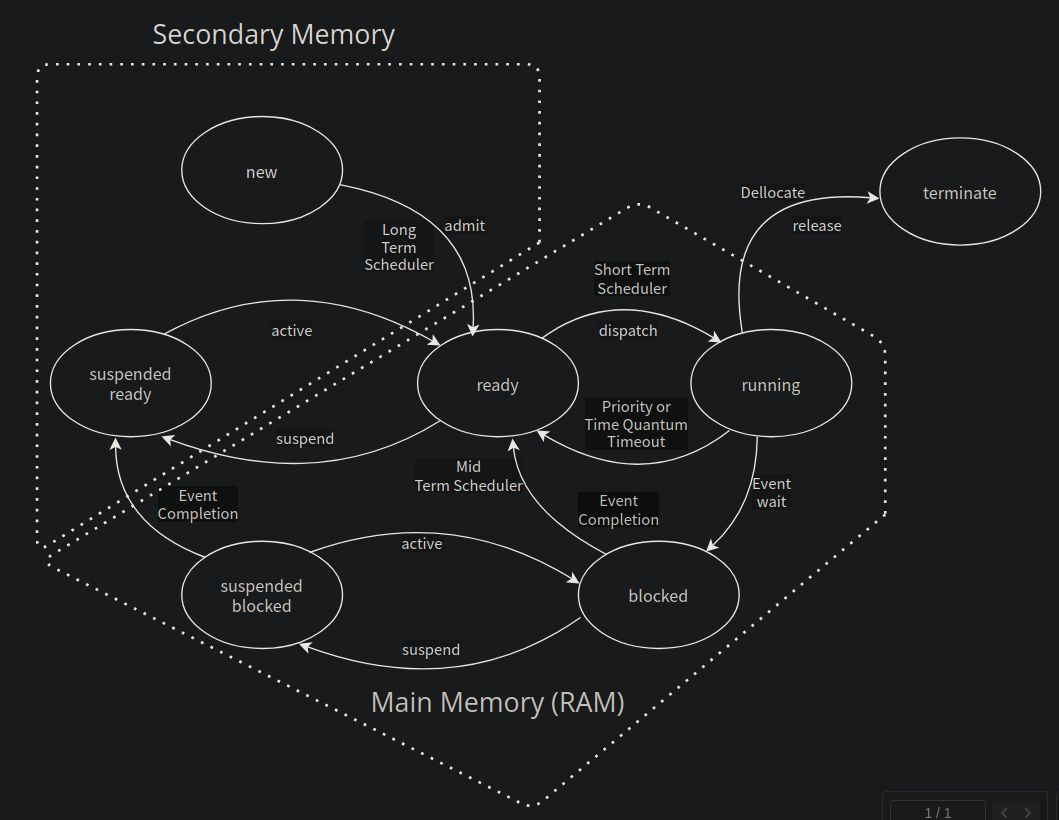 Secondary Memory
new
terminate
Dellocate
release
Long
Term
Scheduler
admit
Short Term
Scheduler
dispatch
active
suspended
ready
ready
running
Priority or
Time Quantum
Timeout
suspend
Mid
Term Scheduler
Event
wait
Event
Completion
Event
Completion
active
suspended
blocked
blocked
suspend
Main Memory (RAM)
1 / 1